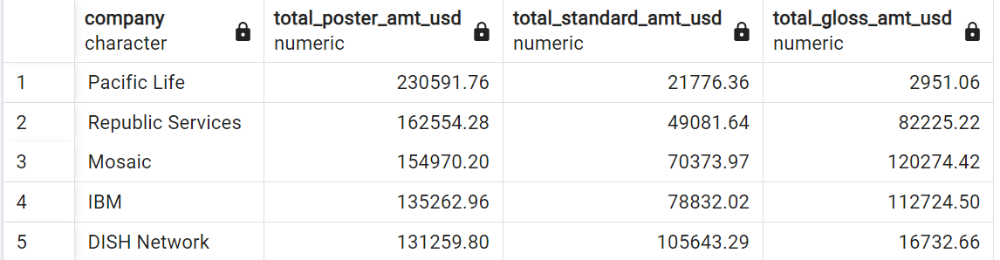 company total_poster_amt_usd total_standard_amt_usd total_gloss_amt_usd
character numeric numeric numeric
1 Pacific Life 230591.76 21776.36 2951.06
2 Republic Services 162554.28 49081.64 82225.22
3 Mosaic 154970.20 70373.97 120274.42
4 IBM 135262.96 78832.02 112724.50
5 DISH Network 131259.80 105643.29 16732.66